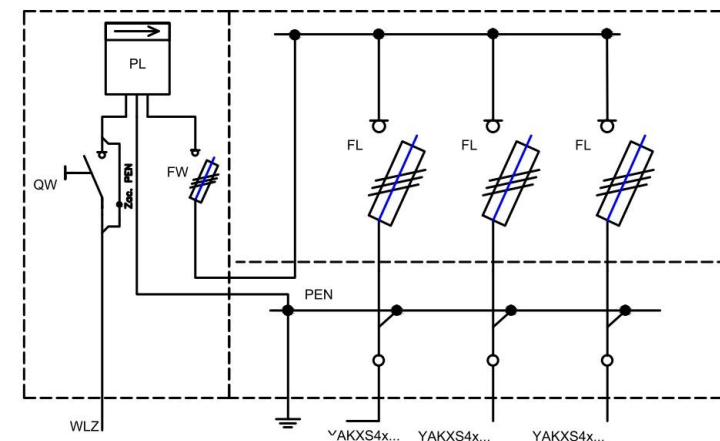 PL
FL
FL
FL
QW
Zac. PEN
FW
PEN
WLZ
YAKXS4x...
YAKXS4x...
YAKXS4x...